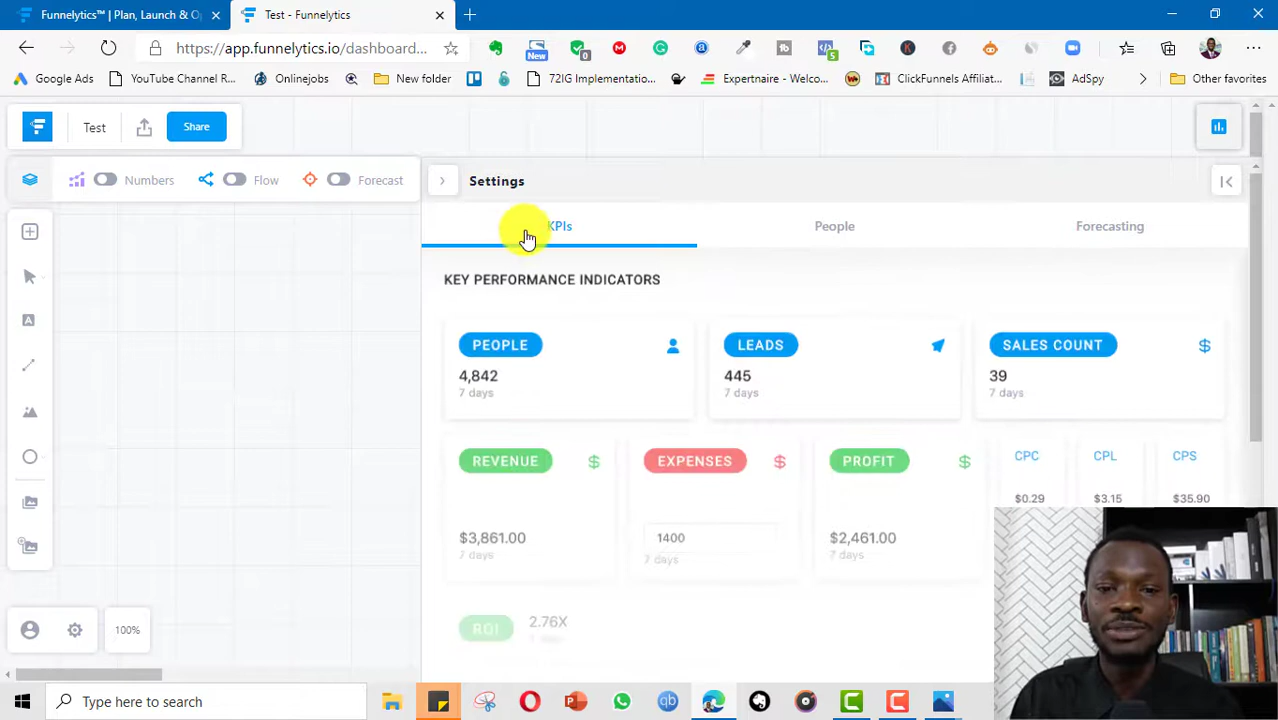 Funnelytics™ | Plan, Launch & O
Test - Funnelytics
https://app.funnelytics.io/dashboard...
New
0
5
Google Ads
YouTube Channel R...
Onlinejobs
New folder
72IG Implementatio...
Expertnaire - Welco...
ClickFunnels Affiliat...
AdSpy
Other favorites
Test
Share
Numbers
Flow
Forecast
Settings
KPIs
People
Forecasting
KEY PERFORMANCE INDICATORS
PEOPLE
4,842
7 days
LEADS
445
7 days
SALES COUNT
$
39
7 days
REVENUE
$
$3,861.00
7 days
EXPENSES
$
1400
7 days
PROFIT
$
$2,461.00
7 days
CPC
$0.29
CPL
$3.15
CPS
$35.90
ROI
2.76X
100%
Type here to search
qb